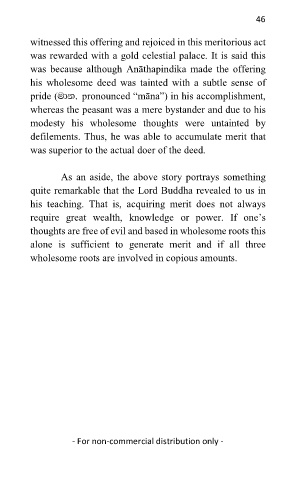 46
witnessed this offering and rejoiced in this meritorious act
was rewarded with a gold celestial palace. It is said this
was because although Anāthapindika made the offering
his wholesome deed was tainted with a subtle sense of
pride (මාන. pronounced “māna”) in his accomplishment,
whereas the peasant was a mere bystander and due to his
modesty his wholesome thoughts were untainted by
defilements. Thus, he was able to accumulate merit that
was superior to the actual doer of the deed.
As an aside, the above story portrays something
quite remarkable that the Lord Buddha revealed to us in
his teaching. That is, acquiring merit does not always
require great wealth, knowledge or power. If one’s
thoughts are free of evil and based in wholesome roots this
alone is sufficient to generate merit and if all three
wholesome roots are involved in copious amounts.
- For non-commercial distribution only -